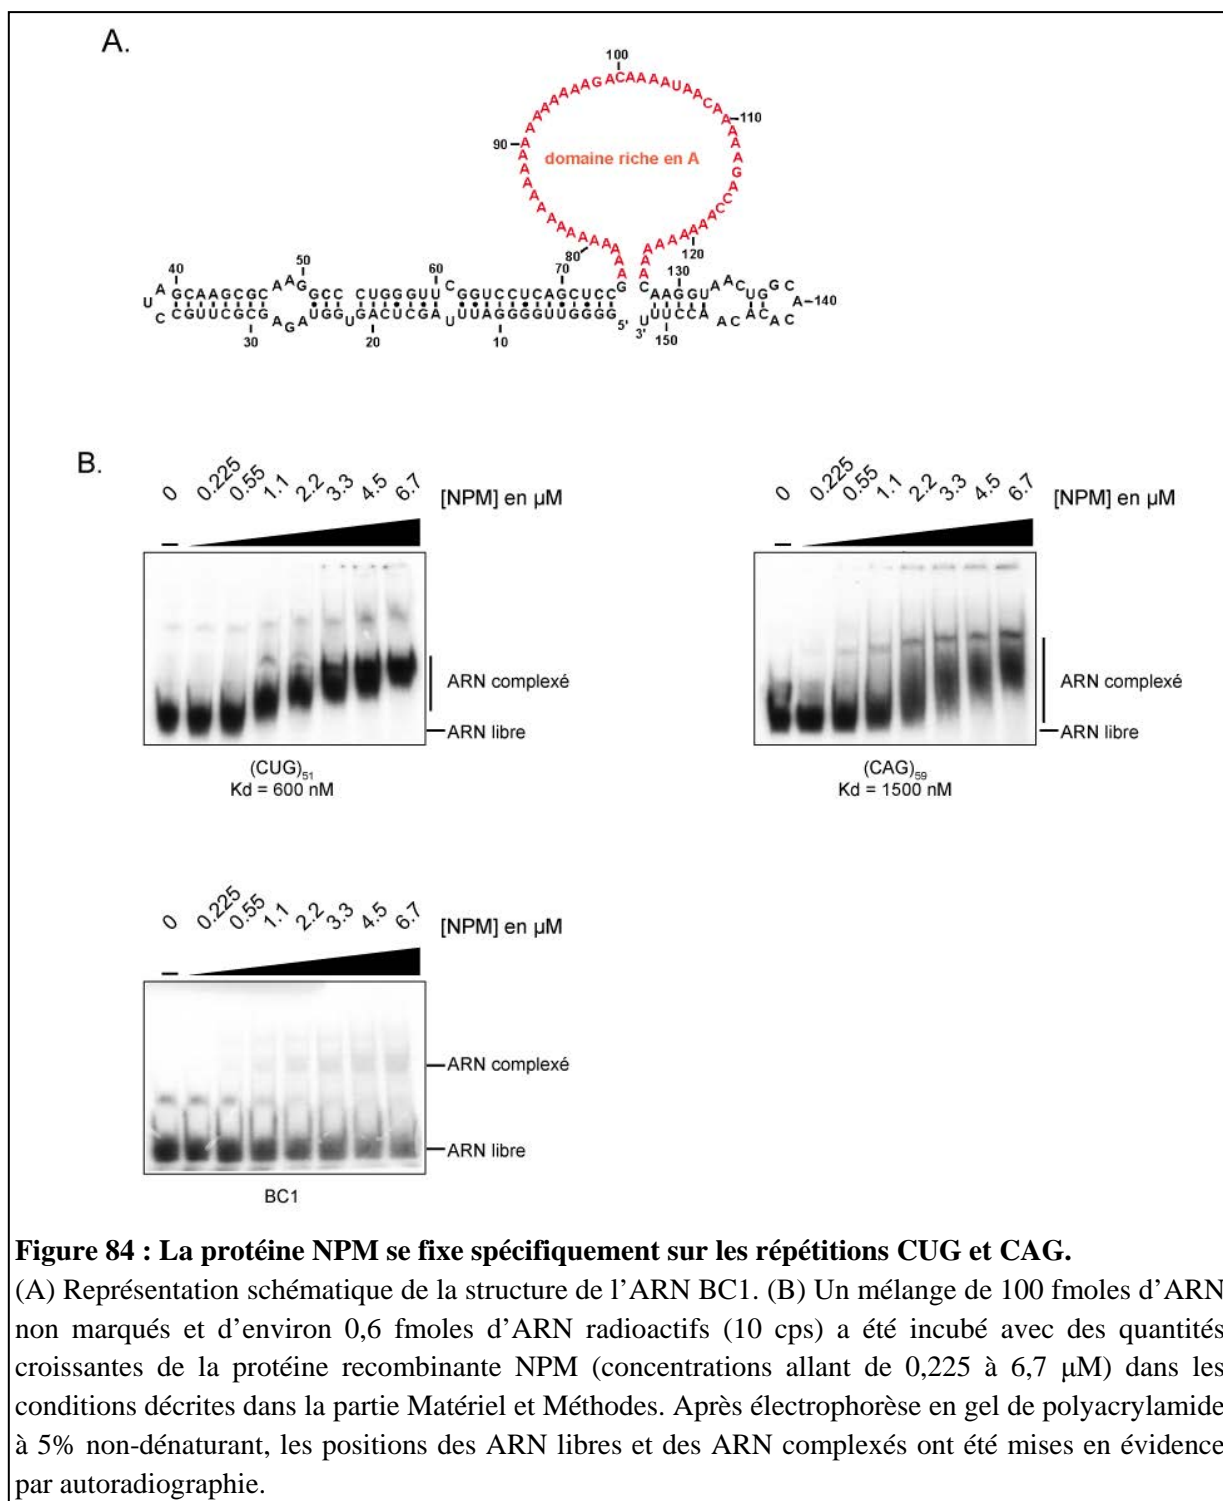 A.
100
110
90
domaine riche en A
80
120
40
50
60
70
130
140
30
20
10
5'
3'
150
B.
0 0.225 0.55 1.1 2.2 3.3 4.5 6.7 [NPM] en µM
ARN complexé
ARN libre
(CUG)51
Kd = 600 nM
0 0.225 0.55 1.1 2.2 3.3 4.5 6.7 [NPM] en µM
ARN complexé
ARN libre
(CAG)59
Kd = 1500 nM
0 0.225 0.55 1.1 2.2 3.3 4.5 6.7 [NPM] en µM
ARN complexé
ARN libre
BC1
Figure 84 : La protéine NPM se fixe spécifiquement sur les répétitions CUG et CAG.
(A) Représentation schématique de la structure de l'ARN BC1. (B) Un mélange de 100 fmoles d'ARN
non marqués et d'environ 0,6 fmoles d'ARN radioactifs (10 cps) a été incubé avec des quantités
croissantes de la protéine recombinante NPM (concentrations allant de 0,225 à 6,7 µM) dans les
conditions décrites dans la partie Matériel et Méthodes. Après électrophorèse en gel de polyacrylamide
à 5% non-dénaturant, les positions des ARN libres et des ARN complexés ont été mises en évidence
par autoradiographie.